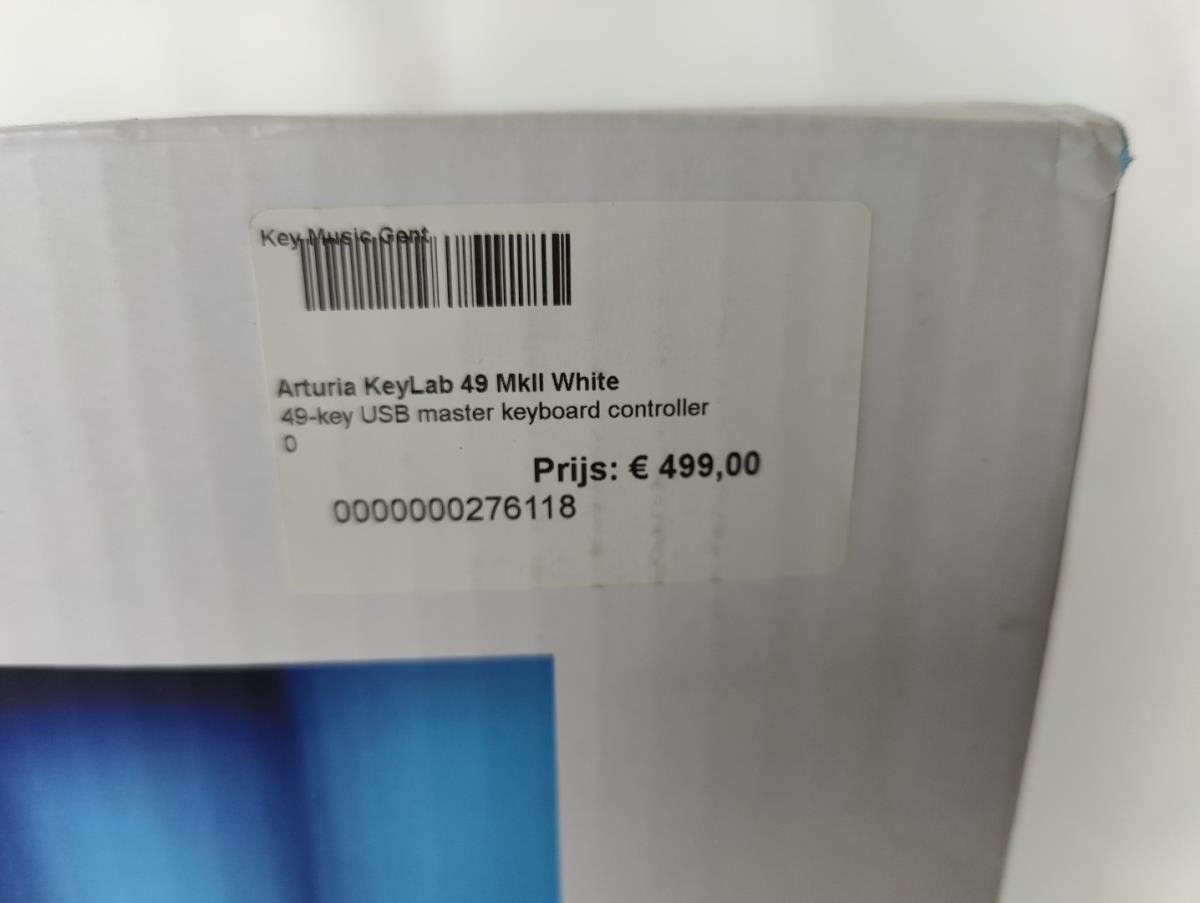 Key Music Gent
Arturia KeyLab 49 MkII White
49-key USB master keyboard controller
0
Prijs: € 499,00
0000000276118